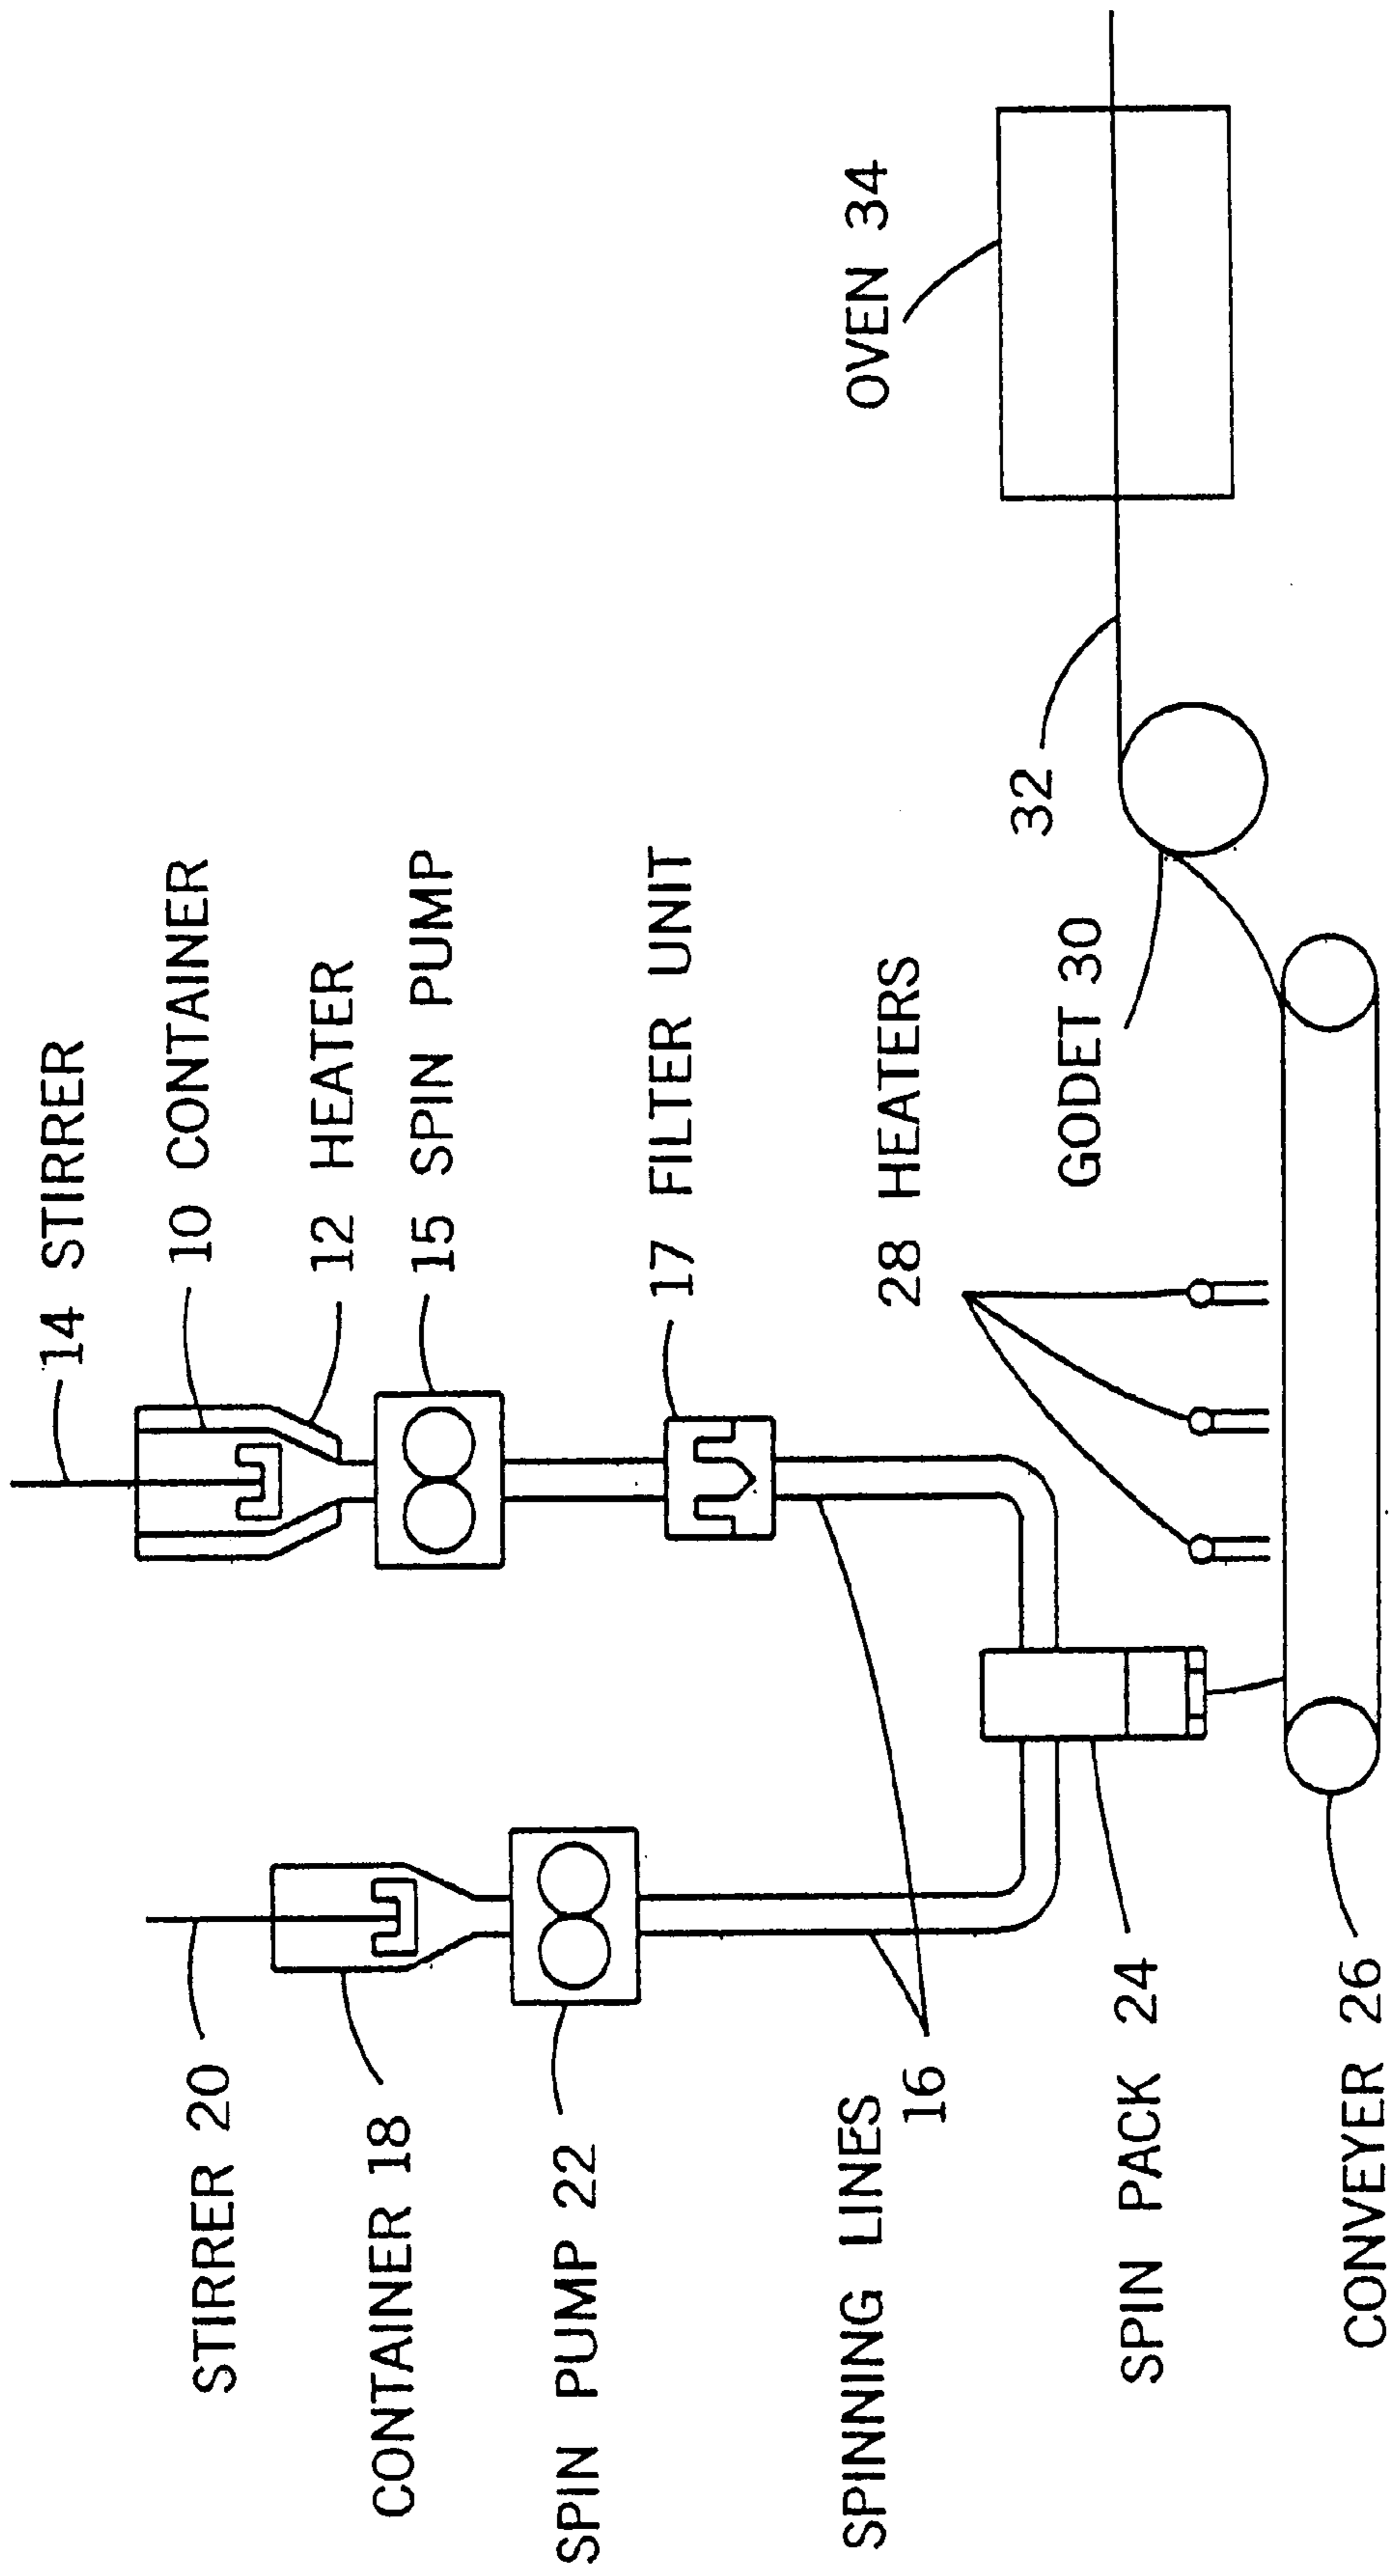 14 STIRRER
10 CONTAINER
12 HEATER
15 SPIN PUMP
17 FILTER UNIT
STIRRER 20
CONTAINER 18
SPIN PUMP 22
SPINNING LINES
16
28 HEATERS
SPIN PACK 24
CONVEYER 26
GODET 30
32
OVEN 34